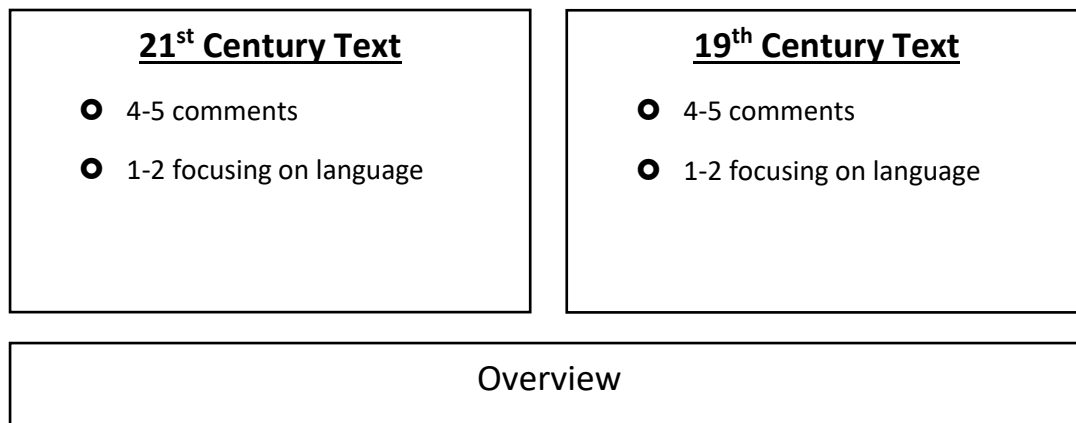 21st Century Text
4-5 comments
1-2 focusing on language
19th Century Text
4-5 comments
1-2 focusing on language
Overview